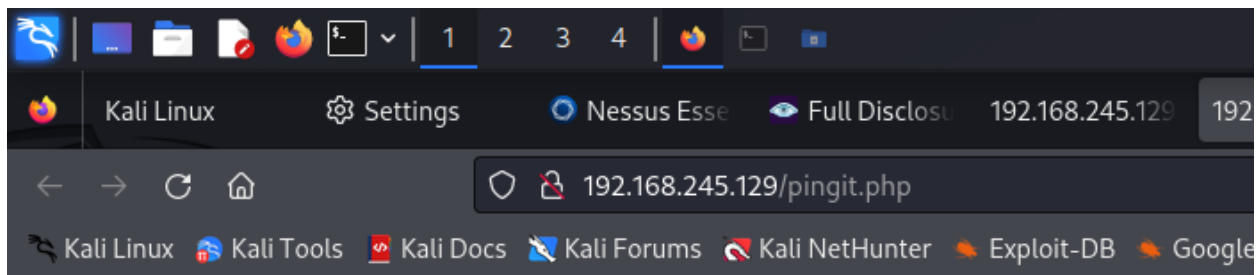 1 2 3 4
Kali Linux Settings Nessus Esse Full Disclosu 192.168.245.129 192
192.168.245.129/pingit.php
Kali Linux Kali Tools Kali Docs Kali Forums Kali NetHunter Exploit-DB Google